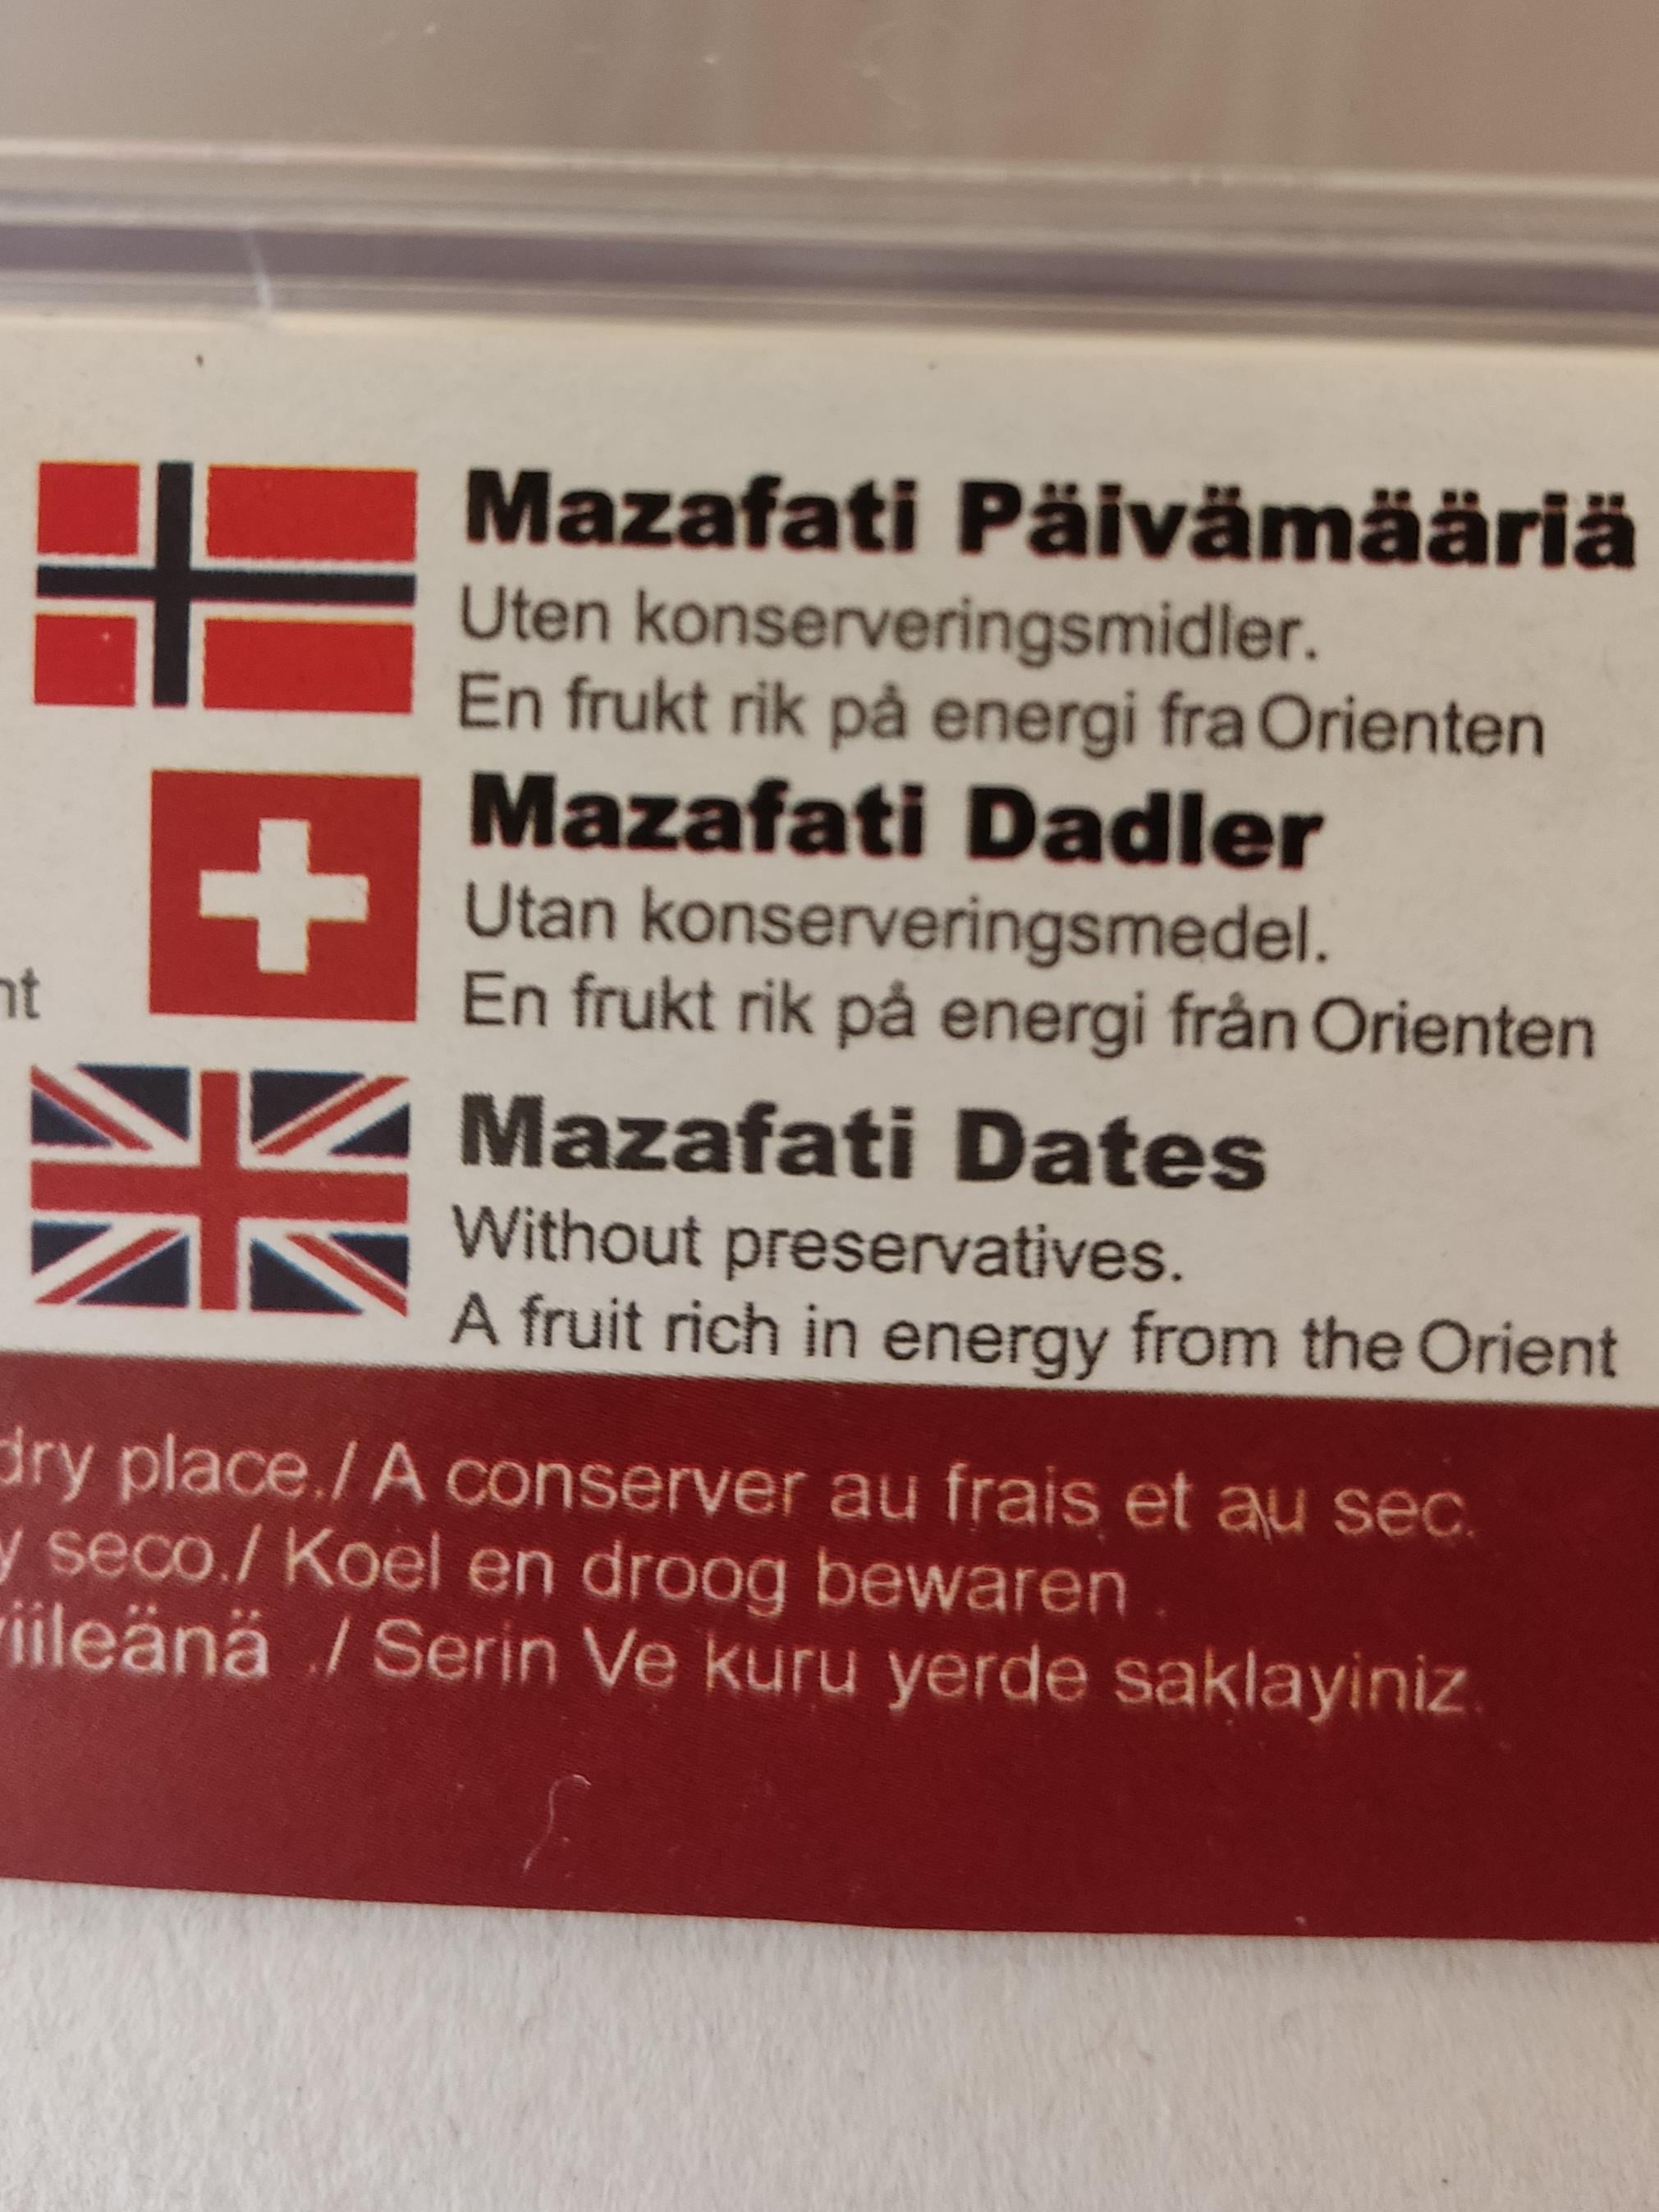 Mazafati Päivämääriä
Uten konserveringsmidler.
En frukt rik på energi fra Orienten
Mazafati Dadler
Utan konserveringsmedel.
En frukt rik på energi från Orienten
nt
Mazafati Dates
Without preservatives.
A fruit rich in energy from the Orient
dry place./ A conserver au frais et au sec.
y seco./ Koel en droog bewaren .
viileänä ./ Serin Ve kuru yerde saklayiniz.